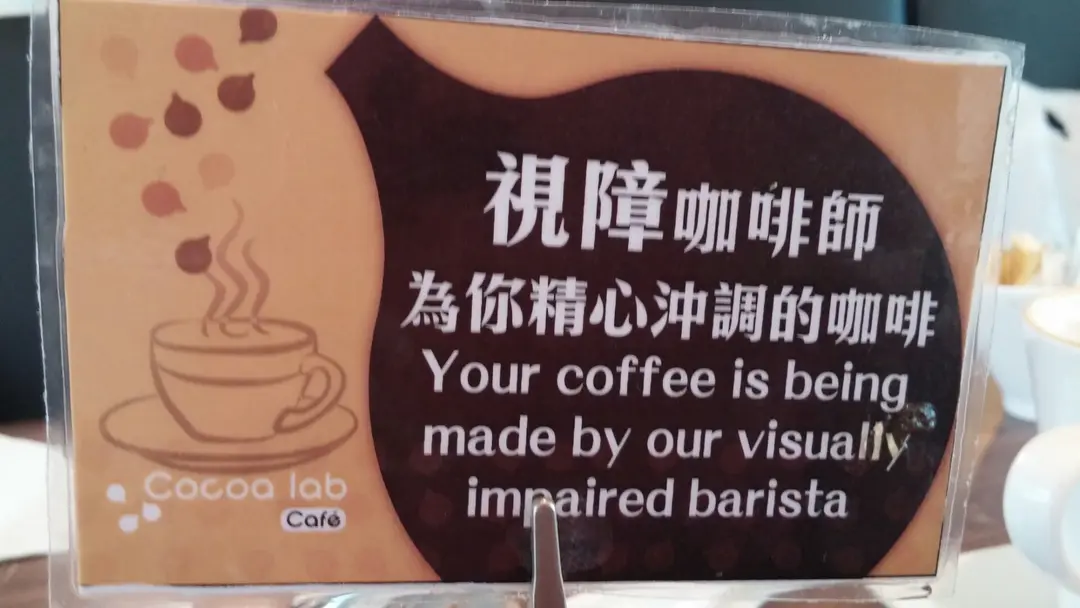 視障咖啡師
為你精心沖調的咖啡
Your coffee is being
made by our visually
impaired barista
Cocoa lab
Café